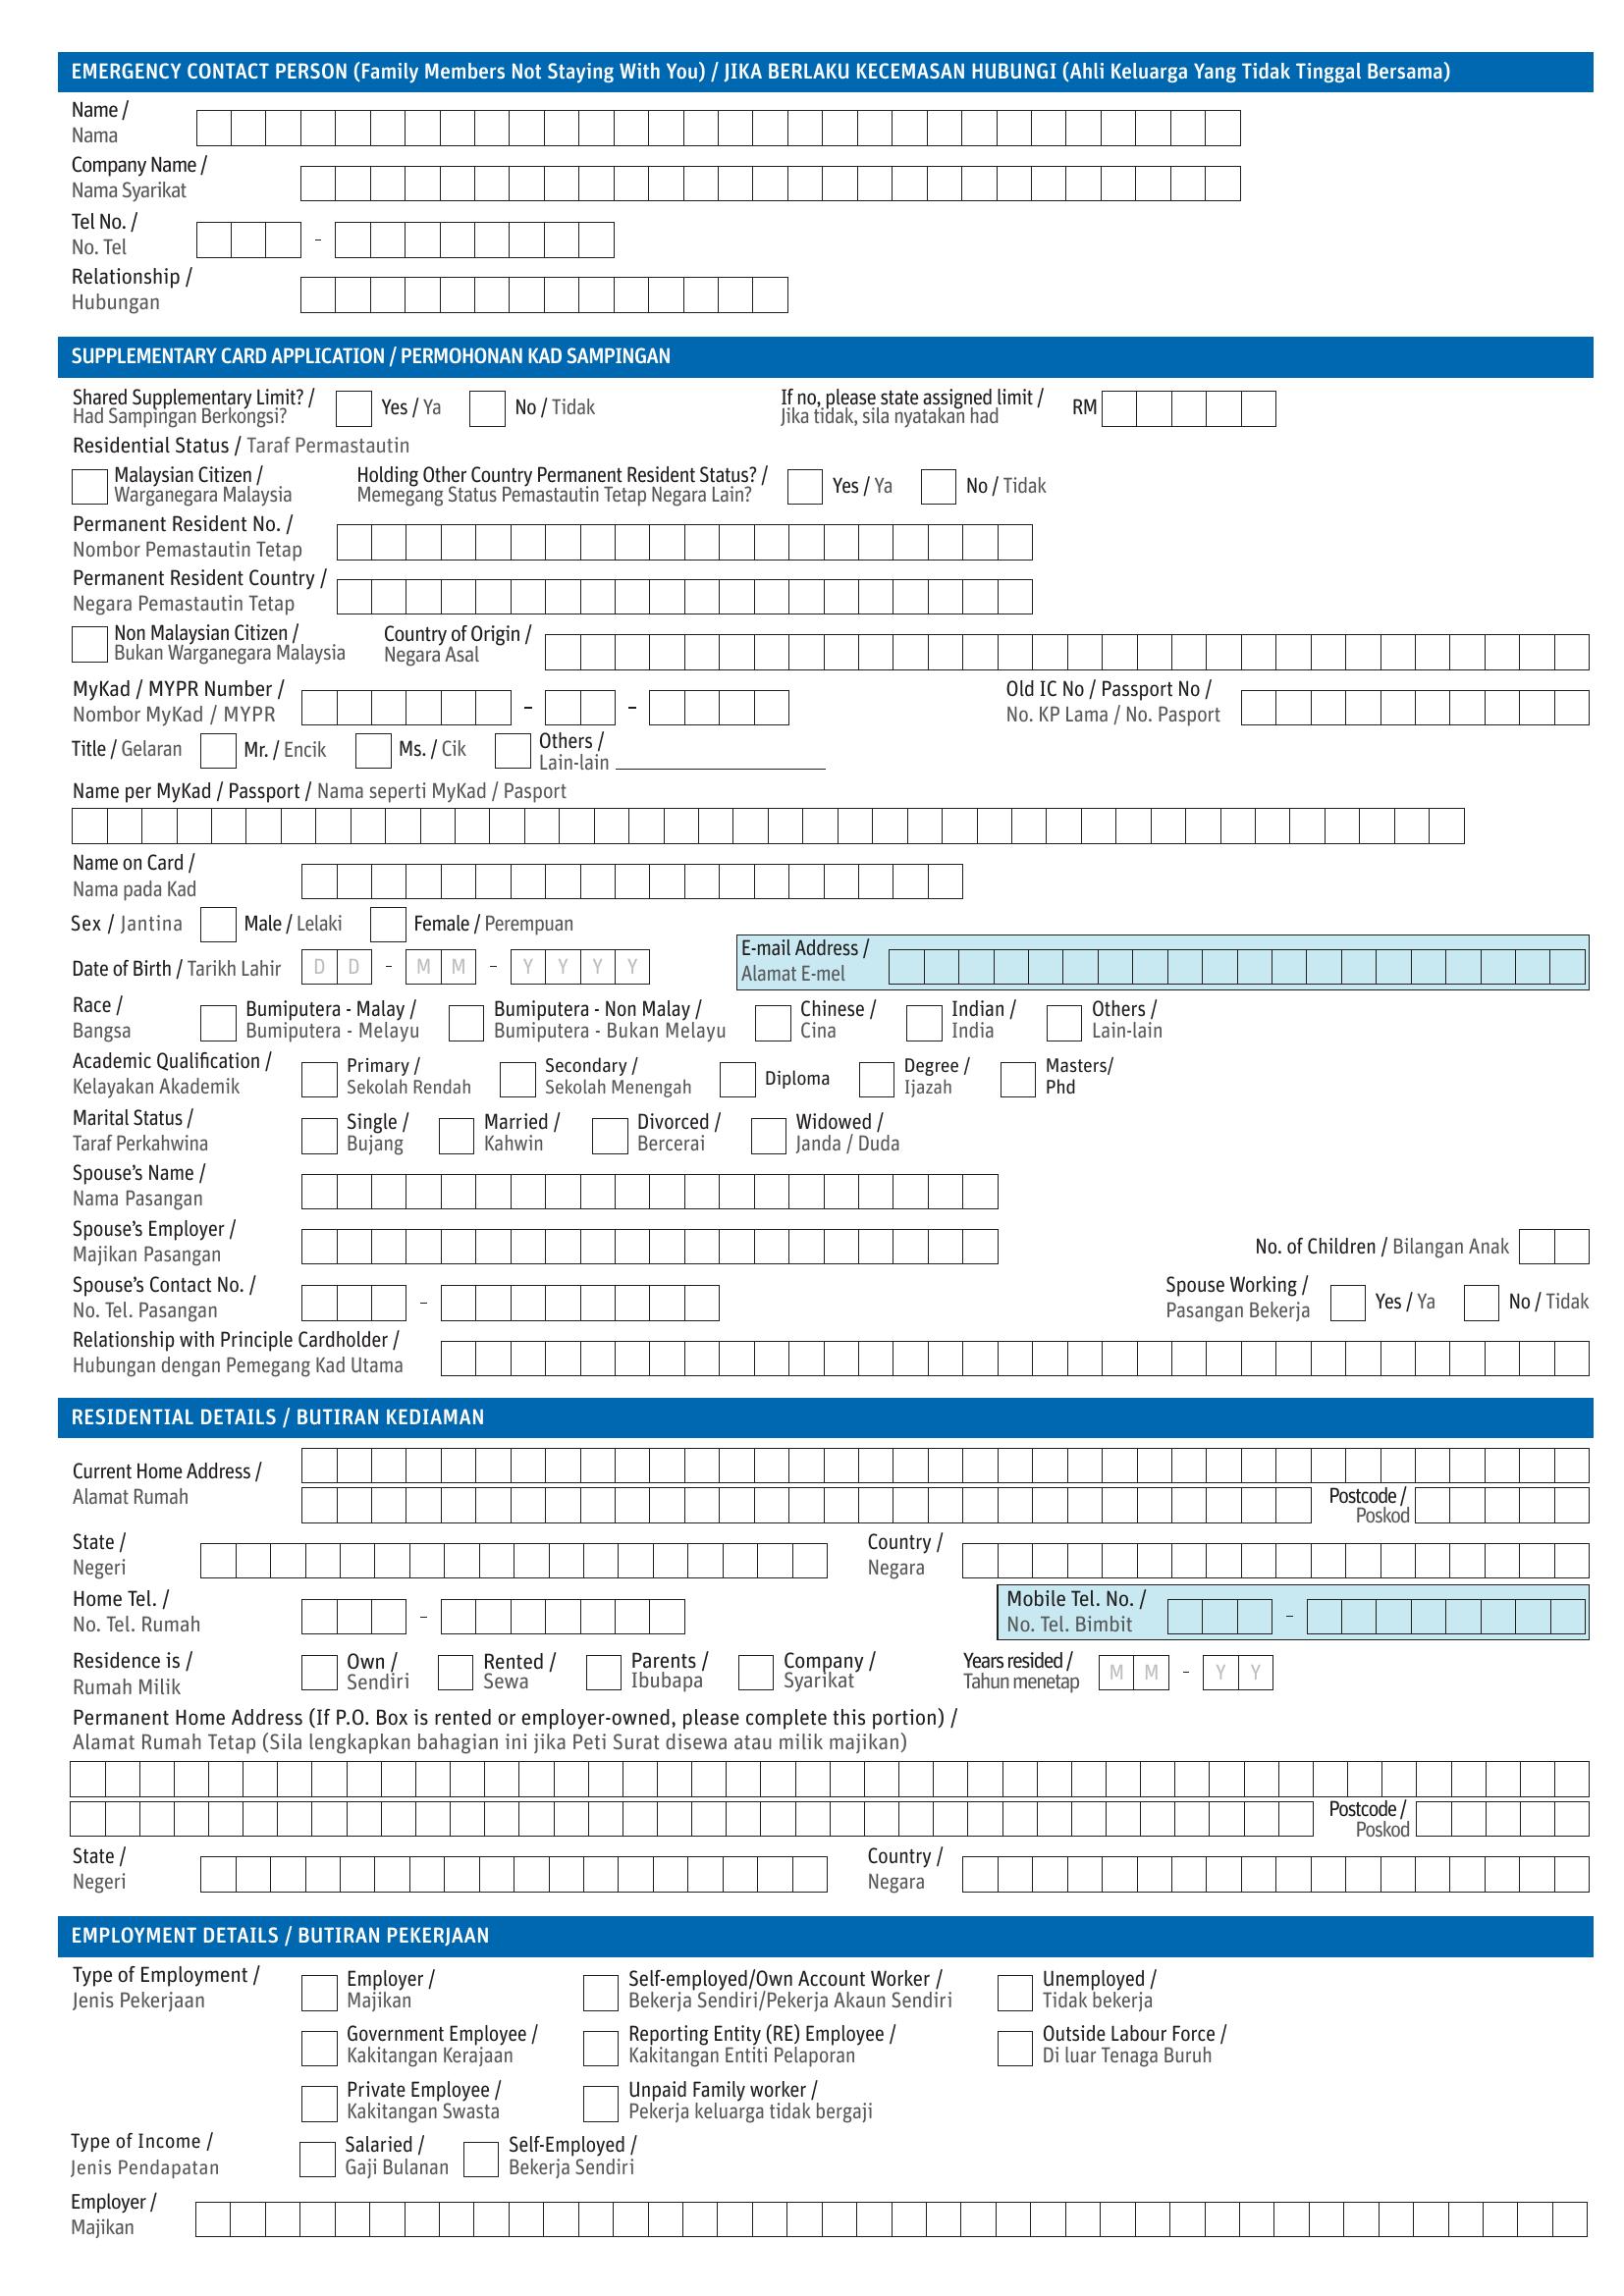 EMERGENCY CONTACT PERSON (Family Members Not Staying With You) / JIKA BERLAKU KECEMASAN HUBUNGI (Ahli Keluarga Yang Tidak Tinggal Bersama)
Name /
Nama
Company Name /
Nama Syarikat
Tel No. /
No. Tel
-
Relationship /
Hubungan
SUPPLEMENTARY CARD APPLICATION / PERMOHONAN KAD SAMPINGAN
Shared Supplementary Limit? /
Had Sampingan Berkongsi?
Yes / Ya
No / Tidak
If no, please state assigned limit /
Jika tidak, sila nyatakan had
RM
Residential Status / Taraf Permastautin
Malaysian Citizen /
Warganegara Malaysia
Holding Other Country Permanent Resident Status? /
Memegang Status Pemastautin Tetap Negara Lain?
Yes / Ya
No / Tidak
Permanent Resident No. /
Nombor Pemastautin Tetap
Permanent Resident Country /
Negara Pemastautin Tetap
Non Malaysian Citizen /
Bukan Warganegara Malaysia
Country of Origin /
Negara Asal
MyKad / MYPR Number /
Nombor MyKad / MYPR
- -
Old IC No / Passport No /
No. KP Lama / No. Pasport
Title / Gelaran
Mr. / Encik
Ms. / Cik
Others /
Lain-lain
Name per MyKad / Passport / Nama seperti MyKad / Pasport
Name on Card /
Nama pada Kad
Sex / Jantina
Male / Lelaki
Female / Perempuan
Date of Birth / Tarikh Lahir
D D - M M - Y Y Y Y
E-mail Address /
Alamat E-mel
Race /
Bangsa
Bumiputera - Malay /
Bumiputera - Melayu
Bumiputera - Non Malay /
Bumiputera - Bukan Melayu
Chinese /
Cina
Indian /
India
Others /
Lain-lain
Academic Qualification /
Kelayakan Akademik
Primary /
Sekolah Rendah
Secondary /
Sekolah Menengah
Diploma
Degree /
Ijazah
Masters/
Phd
Marital Status /
Taraf Perkahwina
Single /
Bujang
Married /
Kahwin
Divorced /
Bercerai
Widowed /
Janda / Duda
Spouse's Name /
Nama Pasangan
Spouse's Employer /
Majikan Pasangan
No. of Children / Bilangan Anak
Spouse's Contact No. /
No. Tel. Pasangan
-
Spouse Working /
Pasangan Bekerja
Yes / Ya
No / Tidak
Relationship with Principle Cardholder /
Hubungan dengan Pemegang Kad Utama
RESIDENTIAL DETAILS / BUTIRAN KEDIAMAN
Current Home Address /
Alamat Rumah
Postcode /
Poskod
State /
Negeri
Country /
Negara
Home Tel. /
No. Tel. Rumah
-
Mobile Tel. No. /
No. Tel. Bimbit
-
Residence is /
Rumah Milik
Own /
Sendiri
Rented /
Sewa
Parents /
Ibubapa
Company /
Syarikat
Years resided /
Tahun menetap
M M - Y Y
Permanent Home Address (If P.O. Box is rented or employer-owned, please complete this portion) /
Alamat Rumah Tetap (Sila lengkapkan bahagian ini jika Peti Surat disewa atau milik majikan)
Postcode /
Poskod
State /
Negeri
Country /
Negara
EMPLOYMENT DETAILS / BUTIRAN PEKERJAAN
Type of Employment /
Jenis Pekerjaan
Employer /
Majikan
Self-employed/Own Account Worker /
Bekerja Sendiri/Pekerja Akaun Sendiri
Unemployed /
Tidak bekerja
Government Employee /
Kakitangan Kerajaan
Reporting Entity (RE) Employee /
Kakitangan Entiti Pelaporan
Outside Labour Force /
Di luar Tenaga Buruh
Private Employee /
Kakitangan Swasta
Unpaid Family worker /
Pekerja keluarga tidak bergaji
Type of Income /
Jenis Pendapatan
Salaried /
Gaji Bulanan
Self-Employed /
Bekerja Sendiri
Employer /
Majikan